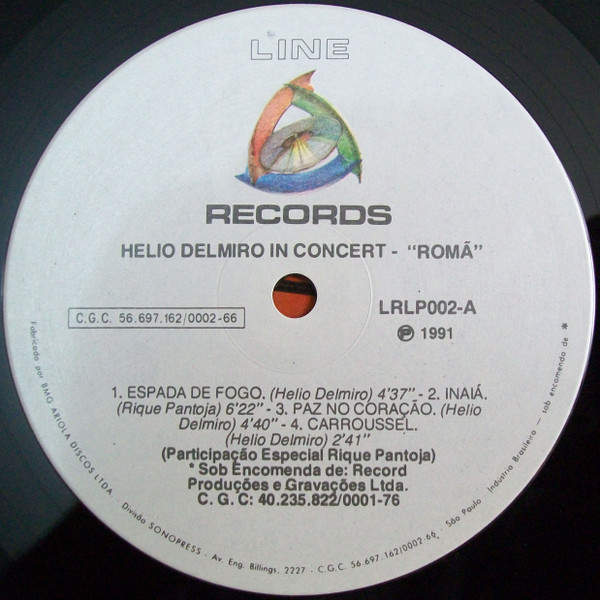 LINE
RECORDS
HELIO DELMIRO IN CONCERT - “ROMÃ”
C.G.C. 56.697.162/0002-66
LRLP002-A
℗ 1991
1. ESPADA DE FOGO. (Helio Delmiro) 4'37" - 2. INAIÁ.
(Rique Pantoja) 6'22" - 3. PAZ NO CORAÇÃO. (Helio
Delmiro) 4'40" - 4. CARROUSSEL.
(Helio Delmiro) 2'41"
(Participação Especial Rique Pantoja)
* Sob Encomenda de: Record
Produções e Gravações Ltda.
C. G. C: 40.235.822/0001-76
Fabricado por BMG ARIOLA DISCOS LTDA. - Divisão SONOPRESS - Av. Eng. Billings, 2227 - C.G.C. 56.697.162/0002-66. - São Paulo - Indústria Brasileira — sob encomenda de *